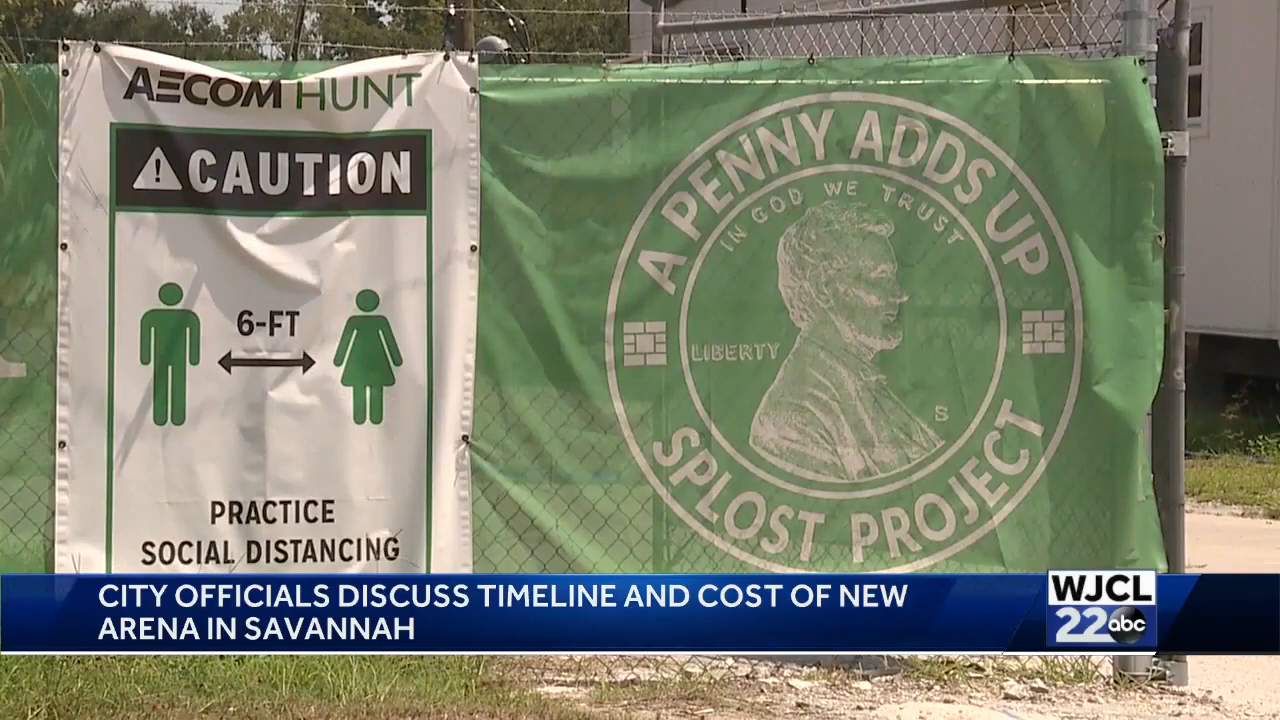 AECOM HUNT
CAUTION
6-FT
PRACTICE
SOCIAL DISTANCING
A PENNY ADDS UP
IN GOD WE TRUST
LIBERTY
S
SPLOST PROJECT
CITY OFFICIALS DISCUSS TIMELINE AND COST OF NEW
ARENA IN SAVANNAH
WJCL
22 abc